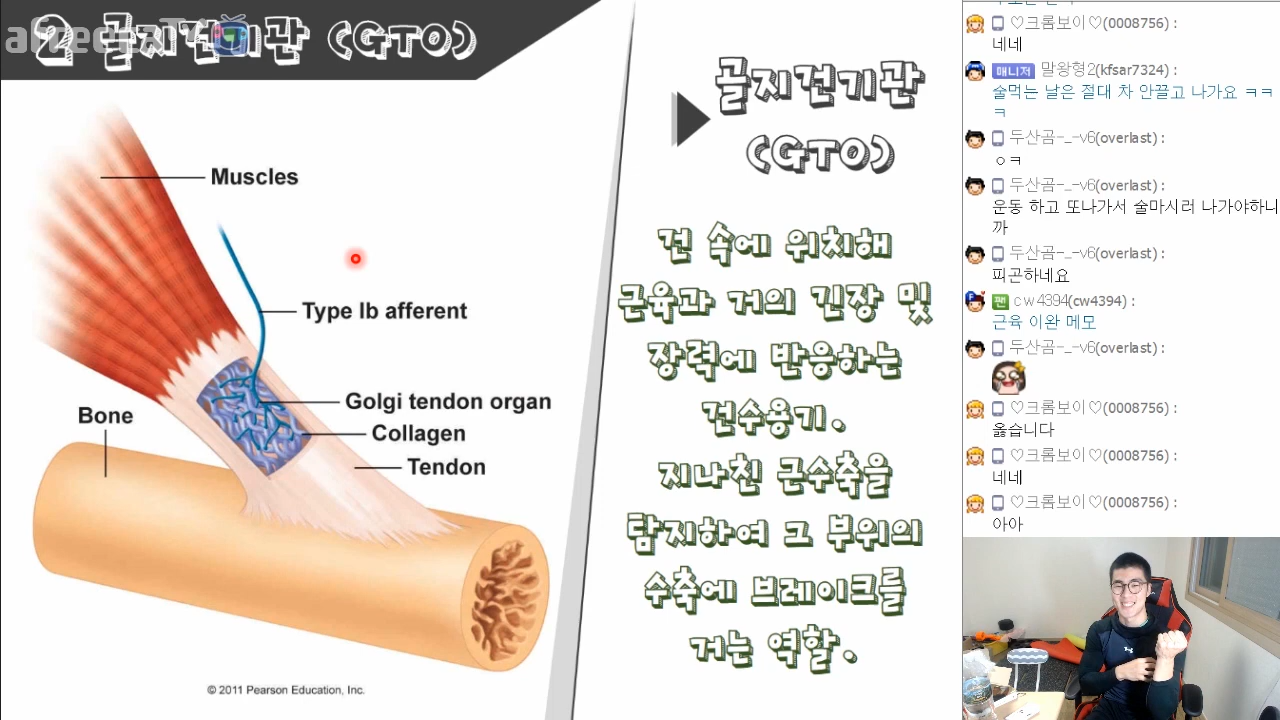 afreecaTV
2 골지건기관 (GTO)
Muscles
Type Ib afferent
Golgi tendon organ
Collagen
Tendon
Bone
© 2011 Pearson Education, Inc.
골지건기관
(GTO)
건 속에 위치해
근육과 거의 긴장 및
장력에 반응하는
건수용기.
지나친 근수축을
탐지하여 그 부위의
수축에 브레이크를
거는 역할.
♡크롬보이♡(0008756) :
네네
매니저 말왕형2(kfsar7324) :
술먹는 날은 절대 차 안끌고 나가요 ㅋㅋ
ㅋ
두산곰-_-v6(overlast) :
ㅇㅋ
두산곰-_-v6(overlast) :
운동 하고 또나가서 술마시러 나가야하니
까
두산곰-_-v6(overlast) :
피곤하네요
팬 cw4394(cw4394) :
근육 이완 메모
두산곰-_-v6(overlast) :
♡크롬보이♡(0008756) :
옳습니다
♡크롬보이♡(0008756) :
네네
♡크롬보이♡(0008756) :
아아